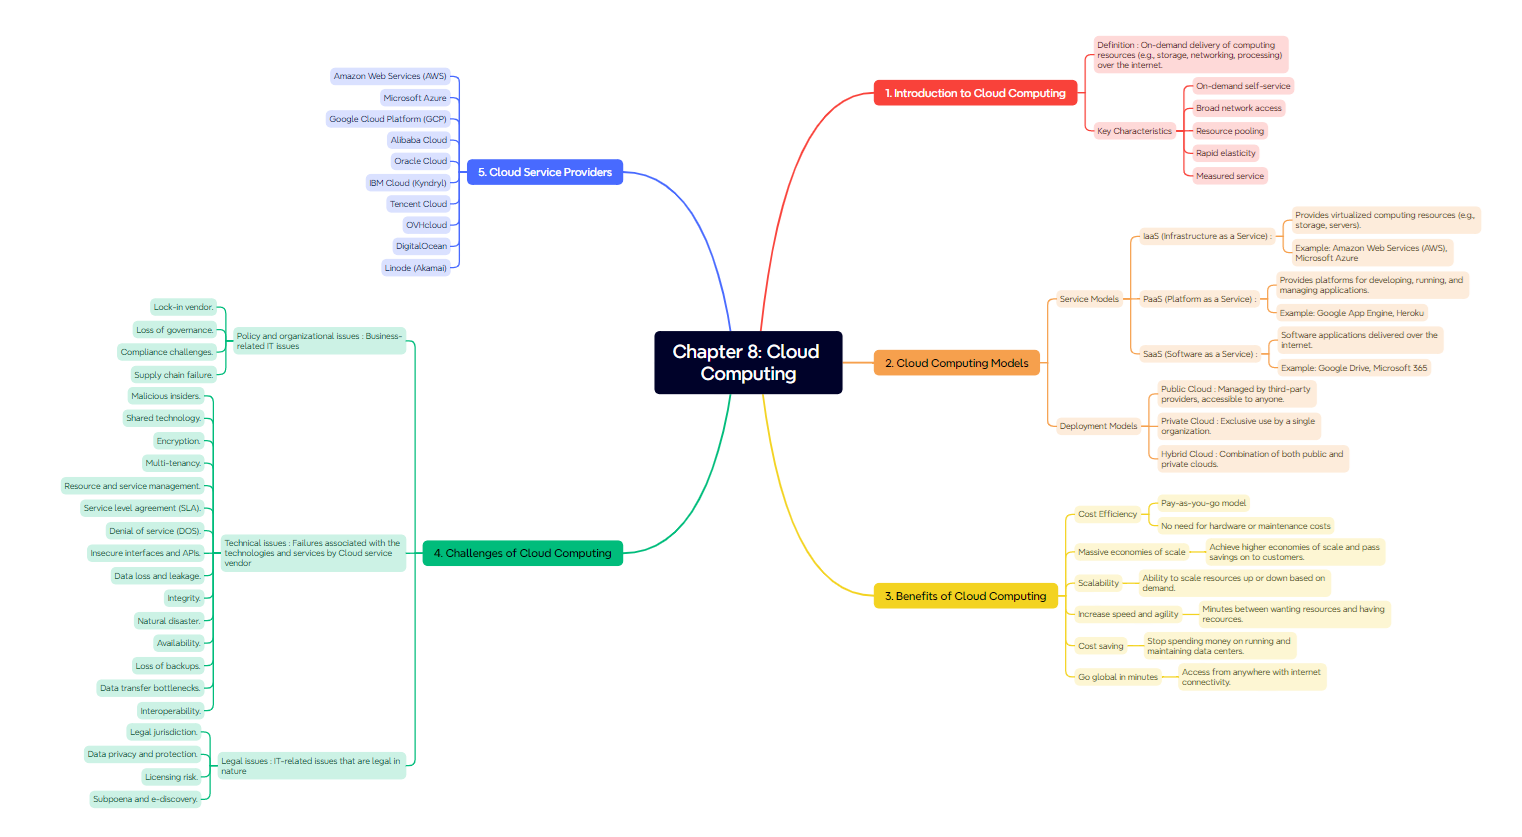 Chapter 8: Cloud
Computing
1. Introduction to Cloud Computing
Definition : On-demand delivery of computing
resources (e.g., storage, networking, processing)
over the internet.
Key Characteristics
On-demand self-service
Broad network access
Resource pooling
Rapid elasticity
Measured service
2. Cloud Computing Models
Service Models
IaaS (Infrastructure as a Service) :
Provides virtualized computing resources (e.g.,
storage, servers).
Example: Amazon Web Services (AWS),
Microsoft Azure
PaaS (Platform as a Service) :
Provides platforms for developing, running, and
managing applications.
Example: Google App Engine, Heroku
SaaS (Software as a Service) :
Software applications delivered over the
internet.
Example: Google Drive, Microsoft 365
Deployment Models
Public Cloud : Managed by third-party
providers, accessible to anyone.
Private Cloud : Exclusive use by a single
organization.
Hybrid Cloud : Combination of both public and
private clouds.
3. Benefits of Cloud Computing
Cost Efficiency
Pay-as-you-go model
No need for hardware or maintenance costs
Massive economies of scale
Achieve higher economies of scale and pass
savings on to customers.
Scalability
Ability to scale resources up or down based on
demand.
Increase speed and agility
Minutes between wanting resources and having
recources.
Cost saving
Stop spending money on running and
maintaining data centers.
Go global in minutes
Access from anywhere with internet
connectivity.
4. Challenges of Cloud Computing
Policy and organizational issues : Business-
related IT issues
Lock-in vendor.
Loss of governance.
Compliance challenges.
Supply chain failure.
Technical issues : Failures associated with the
technologies and services by Cloud service
vendor
Malicious insiders.
Shared technology.
Encryption.
Multi-tenancy.
Resource and service management.
Service level agreement (SLA).
Denial of service (DOS).
Insecure interfaces and APIs.
Data loss and leakage.
Integrity.
Natural disaster.
Availability.
Loss of backups.
Data transfer bottlenecks.
Interoperability.
Legal issues : IT-related issues that are legal in
nature
Legal jurisdiction.
Data privacy and protection.
Licensing risk.
Subpoena and e-discovery.
5. Cloud Service Providers
Amazon Web Services (AWS)
Microsoft Azure
Google Cloud Platform (GCP)
Alibaba Cloud
Oracle Cloud
IBM Cloud (Kyndryl)
Tencent Cloud
OVHcloud
DigitalOcean
Linode (Akamai)